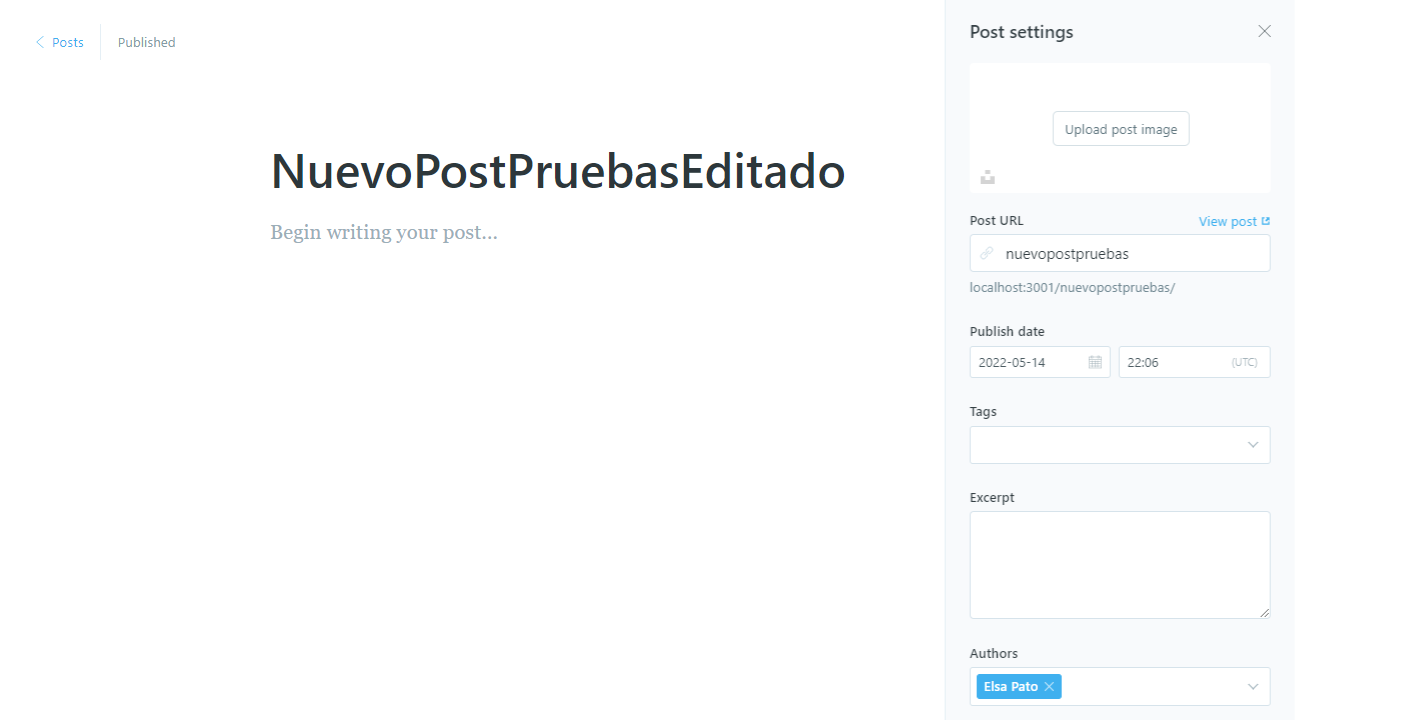 Posts
Published
NuevoPostPruebasEditado
Begin writing your post...
Post settings
Upload post image
Post URL
View post
nuevopostpruebas
localhost:3001/nuevopostpruebas/
Publish date
2022-05-14
22:06
(UTC)
Tags
Excerpt
Authors
Elsa Pato